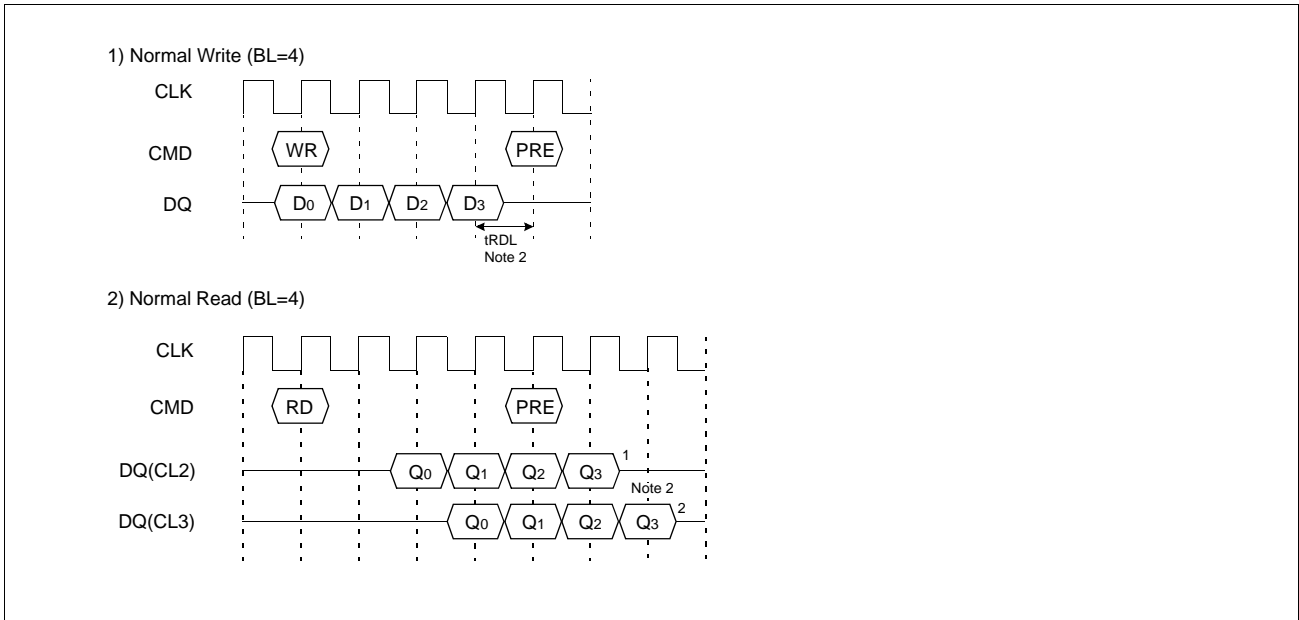 1) Normal Write (BL=4)
CLK
CMD WR PRE
DQ D0 D1 D2 D3
tRDL
Note 2
2) Normal Read (BL=4)
CLK
CMD RD PRE
DQ(CL2) Q0 Q1 Q2 Q3 1
Note 2
DQ(CL3) Q0 Q1 Q2 Q3 2